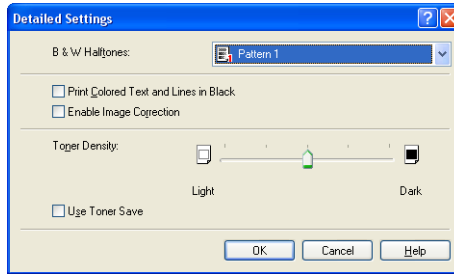 Detailed Settings
B & W Halftones:
Pattern 1
Print Colored Text and Lines in Black
Enable Image Correction
Toner Density:
Light Dark
Use Toner Save
OK Cancel Help